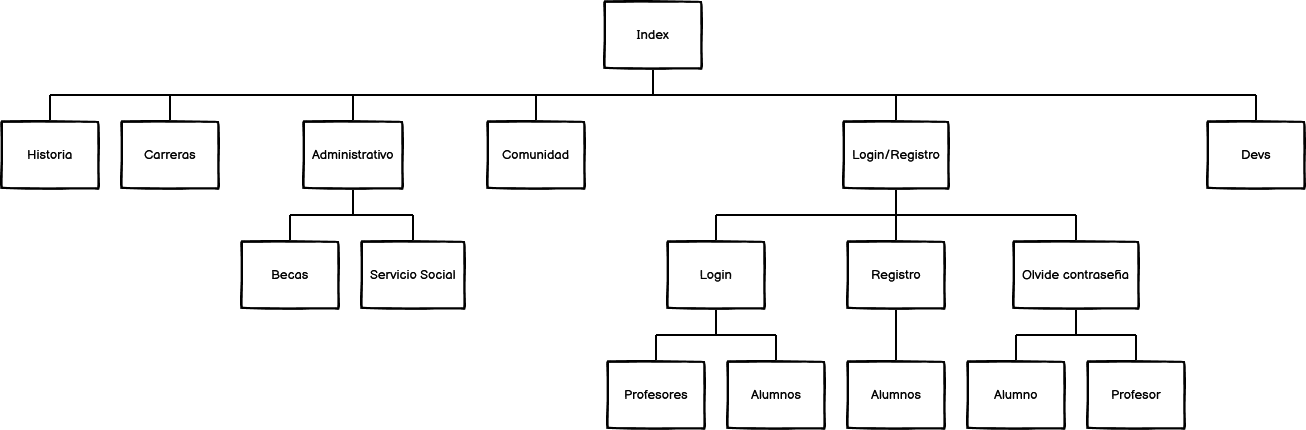 Index
Historia
Carreras
Administrativo
Comunidad
Login/Registro
Devs
Becas
Servicio Social
Login
Registro
Olvide contraseña
Profesores
Alumnos
Alumnos
Alumno
Profesor